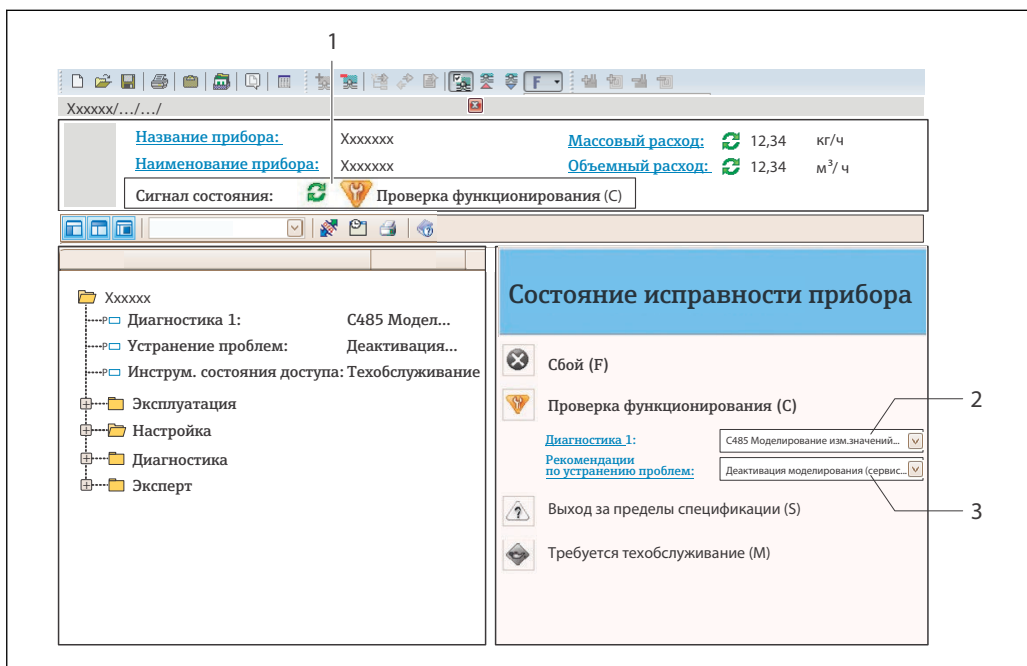 1
F
Xxxxxx/.../.../
Название прибора: Xxxxxxx Массовый расход: 12,34 кг/ч
Наименование прибора: Xxxxxxx Объемный расход: 12,34 м³/ч
Сигнал состояния: Проверка функционирования (C)
Xxxxxx
Диагностика 1: C485 Модел...
Устранение проблем: Деактивация...
Инструм. состояния доступа: Техобслуживание
Эксплуатация
Настройка
Диагностика
Эксперт
Состояние исправности прибора
Сбой (F)
Проверка функционирования (C)
2
Диагностика 1: C485 Моделирование изм.значений...
Рекомендации
по устранению проблем: Деактивация моделирования (сервис...
3
Выход за пределы спецификации (S)
Требуется техобслуживание (M)